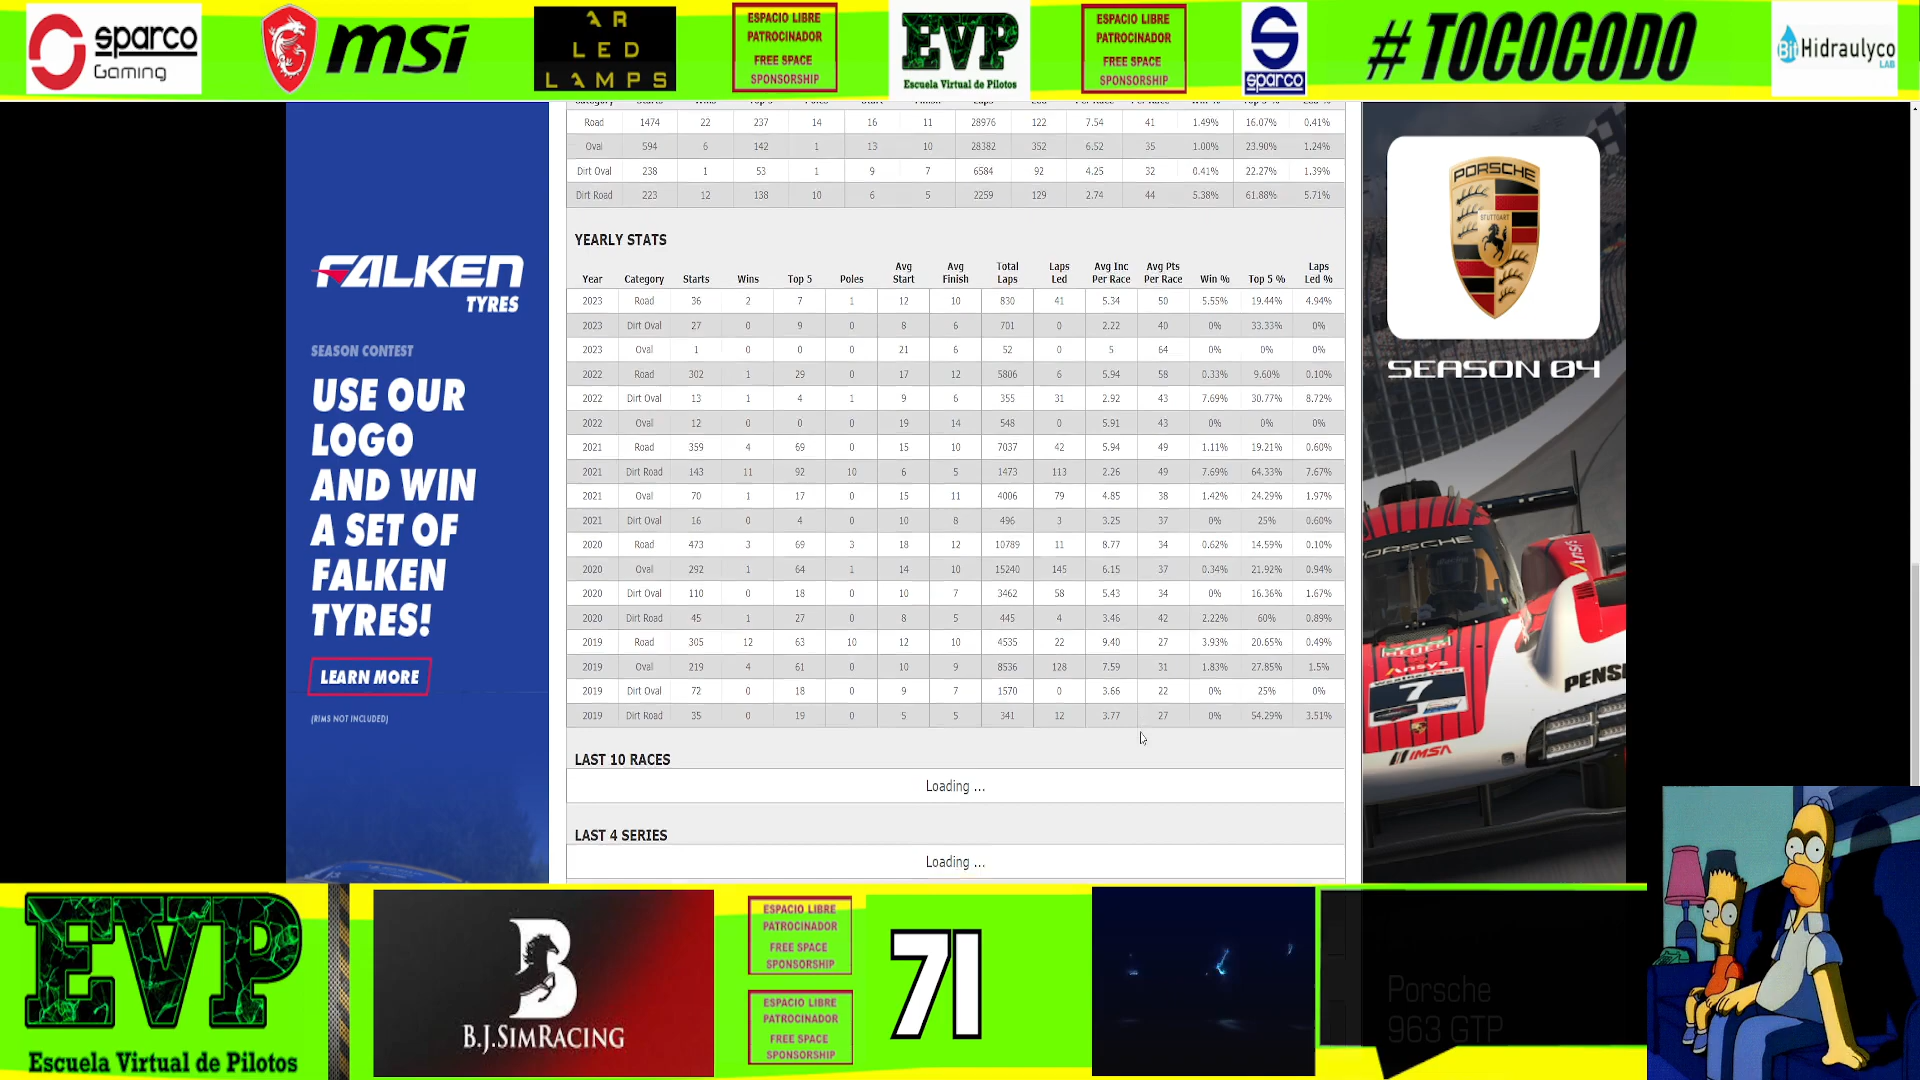 sparco
Gaming
msi
AR
LED
LAMPS
ESPACIO LIBRE
PATROCINADOR
FREE SPACE
SPONSORSHIP
EVP
Escuela Virtual de Pilotos
ESPACIO LIBRE
PATROCINADOR
FREE SPACE
SPONSORSHIP
sparco
# TOCOCODO
Bit Hidraulyco
LAB
Road 1474 22 237 14 16 11 28976 122 7.54 41 1.49% 16.07% 0.41%
Oval 594 6 142 1 13 10 28382 352 6.52 35 1.00% 23.90% 1.24%
Dirt Oval 238 1 53 1 9 7 6584 92 4.25 32 0.41% 22.27% 1.39%
Dirt Road 223 12 138 10 6 5 2259 129 2.74 44 5.38% 61.88% 5.71%
YEARLY STATS
Year Category Starts Wins Top 5 Poles Avg Start Avg Finish Total Laps Laps Led Avg Inc Per Race Avg Pts Per Race Win % Top 5 % Laps Led %
2023 Road 36 2 7 1 12 10 830 41 5.34 50 5.55% 19.44% 4.94%
2023 Dirt Oval 27 0 9 0 8 6 701 0 2.22 40 0% 33.33% 0%
2023 Oval 1 0 0 0 21 6 52 0 5 64 0% 0% 0%
2022 Road 302 1 29 0 17 12 5806 6 5.94 58 0.33% 9.60% 0.10%
2022 Dirt Oval 13 1 4 1 9 6 355 31 2.92 43 7.69% 30.77% 8.72%
2022 Oval 12 0 0 0 19 14 548 0 5.91 43 0% 0% 0%
2021 Road 359 4 69 0 15 10 7037 42 5.94 49 1.11% 19.21% 0.60%
2021 Dirt Road 143 11 92 10 6 5 1473 113 2.26 49 7.69% 64.33% 7.67%
2021 Oval 70 1 17 0 15 11 4006 79 4.85 38 1.42% 24.29% 1.97%
2021 Dirt Oval 16 0 4 0 10 8 496 3 3.25 37 0% 25% 0.60%
2020 Road 473 3 69 3 18 12 10789 11 8.77 34 0.62% 14.59% 0.10%
2020 Oval 292 1 64 1 14 10 15240 145 6.15 37 0.34% 21.92% 0.94%
2020 Dirt Oval 110 0 18 0 10 7 3462 58 5.43 34 0% 16.36% 1.67%
2020 Dirt Road 45 1 27 0 8 5 445 4 3.46 42 2.22% 60% 0.89%
2019 Road 305 12 63 10 12 10 4535 22 9.40 27 3.93% 20.65% 0.49%
2019 Oval 219 4 61 0 10 9 8536 128 7.59 31 1.83% 27.85% 1.5%
2019 Dirt Oval 72 0 18 0 9 7 1570 0 3.66 22 0% 25% 0%
2019 Dirt Road 35 0 19 0 5 5 341 12 3.77 27 0% 54.29% 3.51%
LAST 10 RACES
Loading ...
LAST 4 SERIES
Loading ...
FALKEN
TYRES
SEASON CONTEST
USE OUR
LOGO
AND WIN
A SET OF
FALKEN
TYRES!
LEARN MORE
(RIMS NOT INCLUDED)
PORSCHE
STUTTGART
SEASON 04
PORSCHE
Ansys
7
PENSK
IMSA
EVP
Escuela Virtual de Pilotos
B
B.J.SIMRACING
ESPACIO LIBRE
PATROCINADOR
FREE SPACE
SPONSORSHIP
ESPACIO LIBRE
PATROCINADOR
FREE SPACE
SPONSORSHIP
71
Porsche
963 GTP